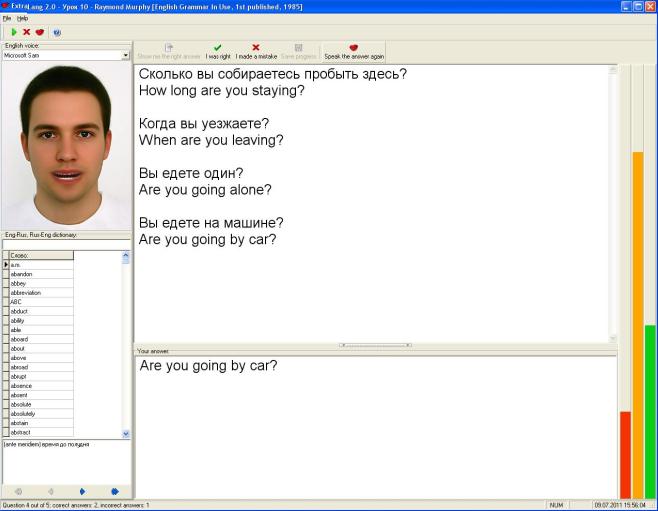 ExtraLang 2.0 - Урок 10 - Raymond Murphy [English Grammar In Use, 1st published, 1985]
File Help
English voice:
Microsoft Sam
Show me the right answer I was right I made a mistake Save progress Speak the answer again
Сколько вы собираетесь пробыть здесь?
How long are you staying?
Когда вы уезжаете?
When are you leaving?
Вы едете один?
Are you going alone?
Вы едете на машине?
Are you going by car?
Eng-Rus, Rus-Eng dictionary:
Слово:
a.m.
abandon
abbey
abbreviation
ABC
abduct
ability
able
aboard
about
above
abroad
abrupt
absence
absent
absolute
absolutely
abstain
abstract
(ante meridiem) время до полудня
Your answer:
Are you going by car?
Question 4 out of 5; correct answers: 2, incorrect answers: 1
NUM
09.07.2011 15:56:04